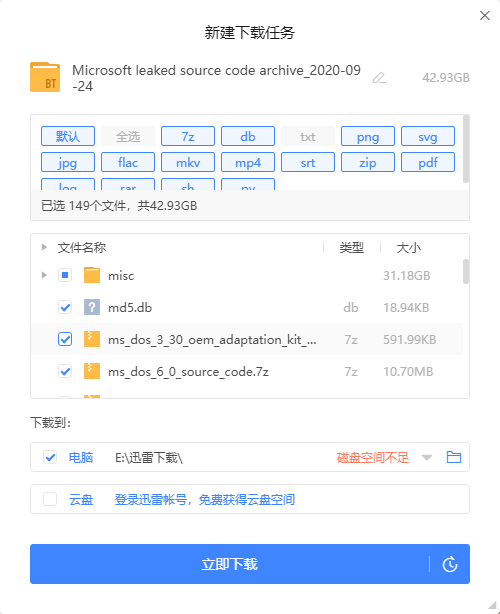 新建下载任务
Microsoft leaked source code archive_2020-09
-24
42.93GB
BT
默认 全选 7z db txt png svg
jpg flac mkv mp4 srt zip pdf
log rar sh py
已选 149个文件，共42.93GB
文件名称 类型 大小
misc 31.18GB
md5.db db 18.94KB
ms_dos_3_30_oem_adaptation_kit_... 7z 591.99KB
ms_dos_6_0_source_code.7z 7z 10.70MB
下载到：
电脑 E:\迅雷下载\ 磁盘空间不足
云盘 登录迅雷帐号，免费获得云盘空间
立即下载